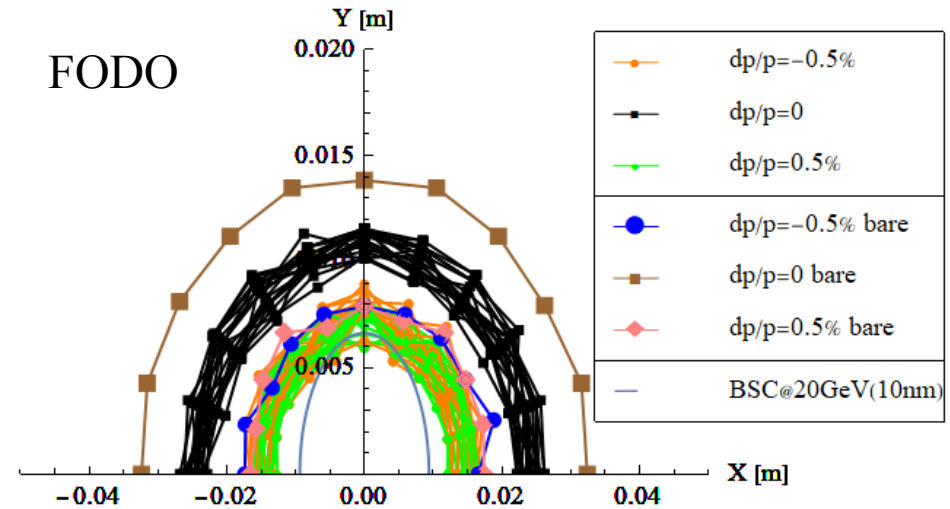 Y [m]
0.020
FODO
0.015
0.005
X [m]
−0.04
−0.02
0.00
0.02
0.04
dp/p=−0.5%
dp/p=0
dp/p=0.5%
dp/p=−0.5% bare
dp/p=0 bare
dp/p=0.5% bare
BSC@20GeV(10nm)